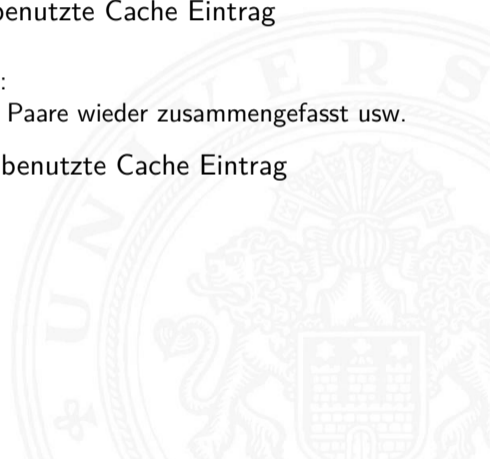 benutzte Cache Eintrag
:
Paare wieder zusammengefasst usw.
benutzte Cache Eintrag
U N I V E R S